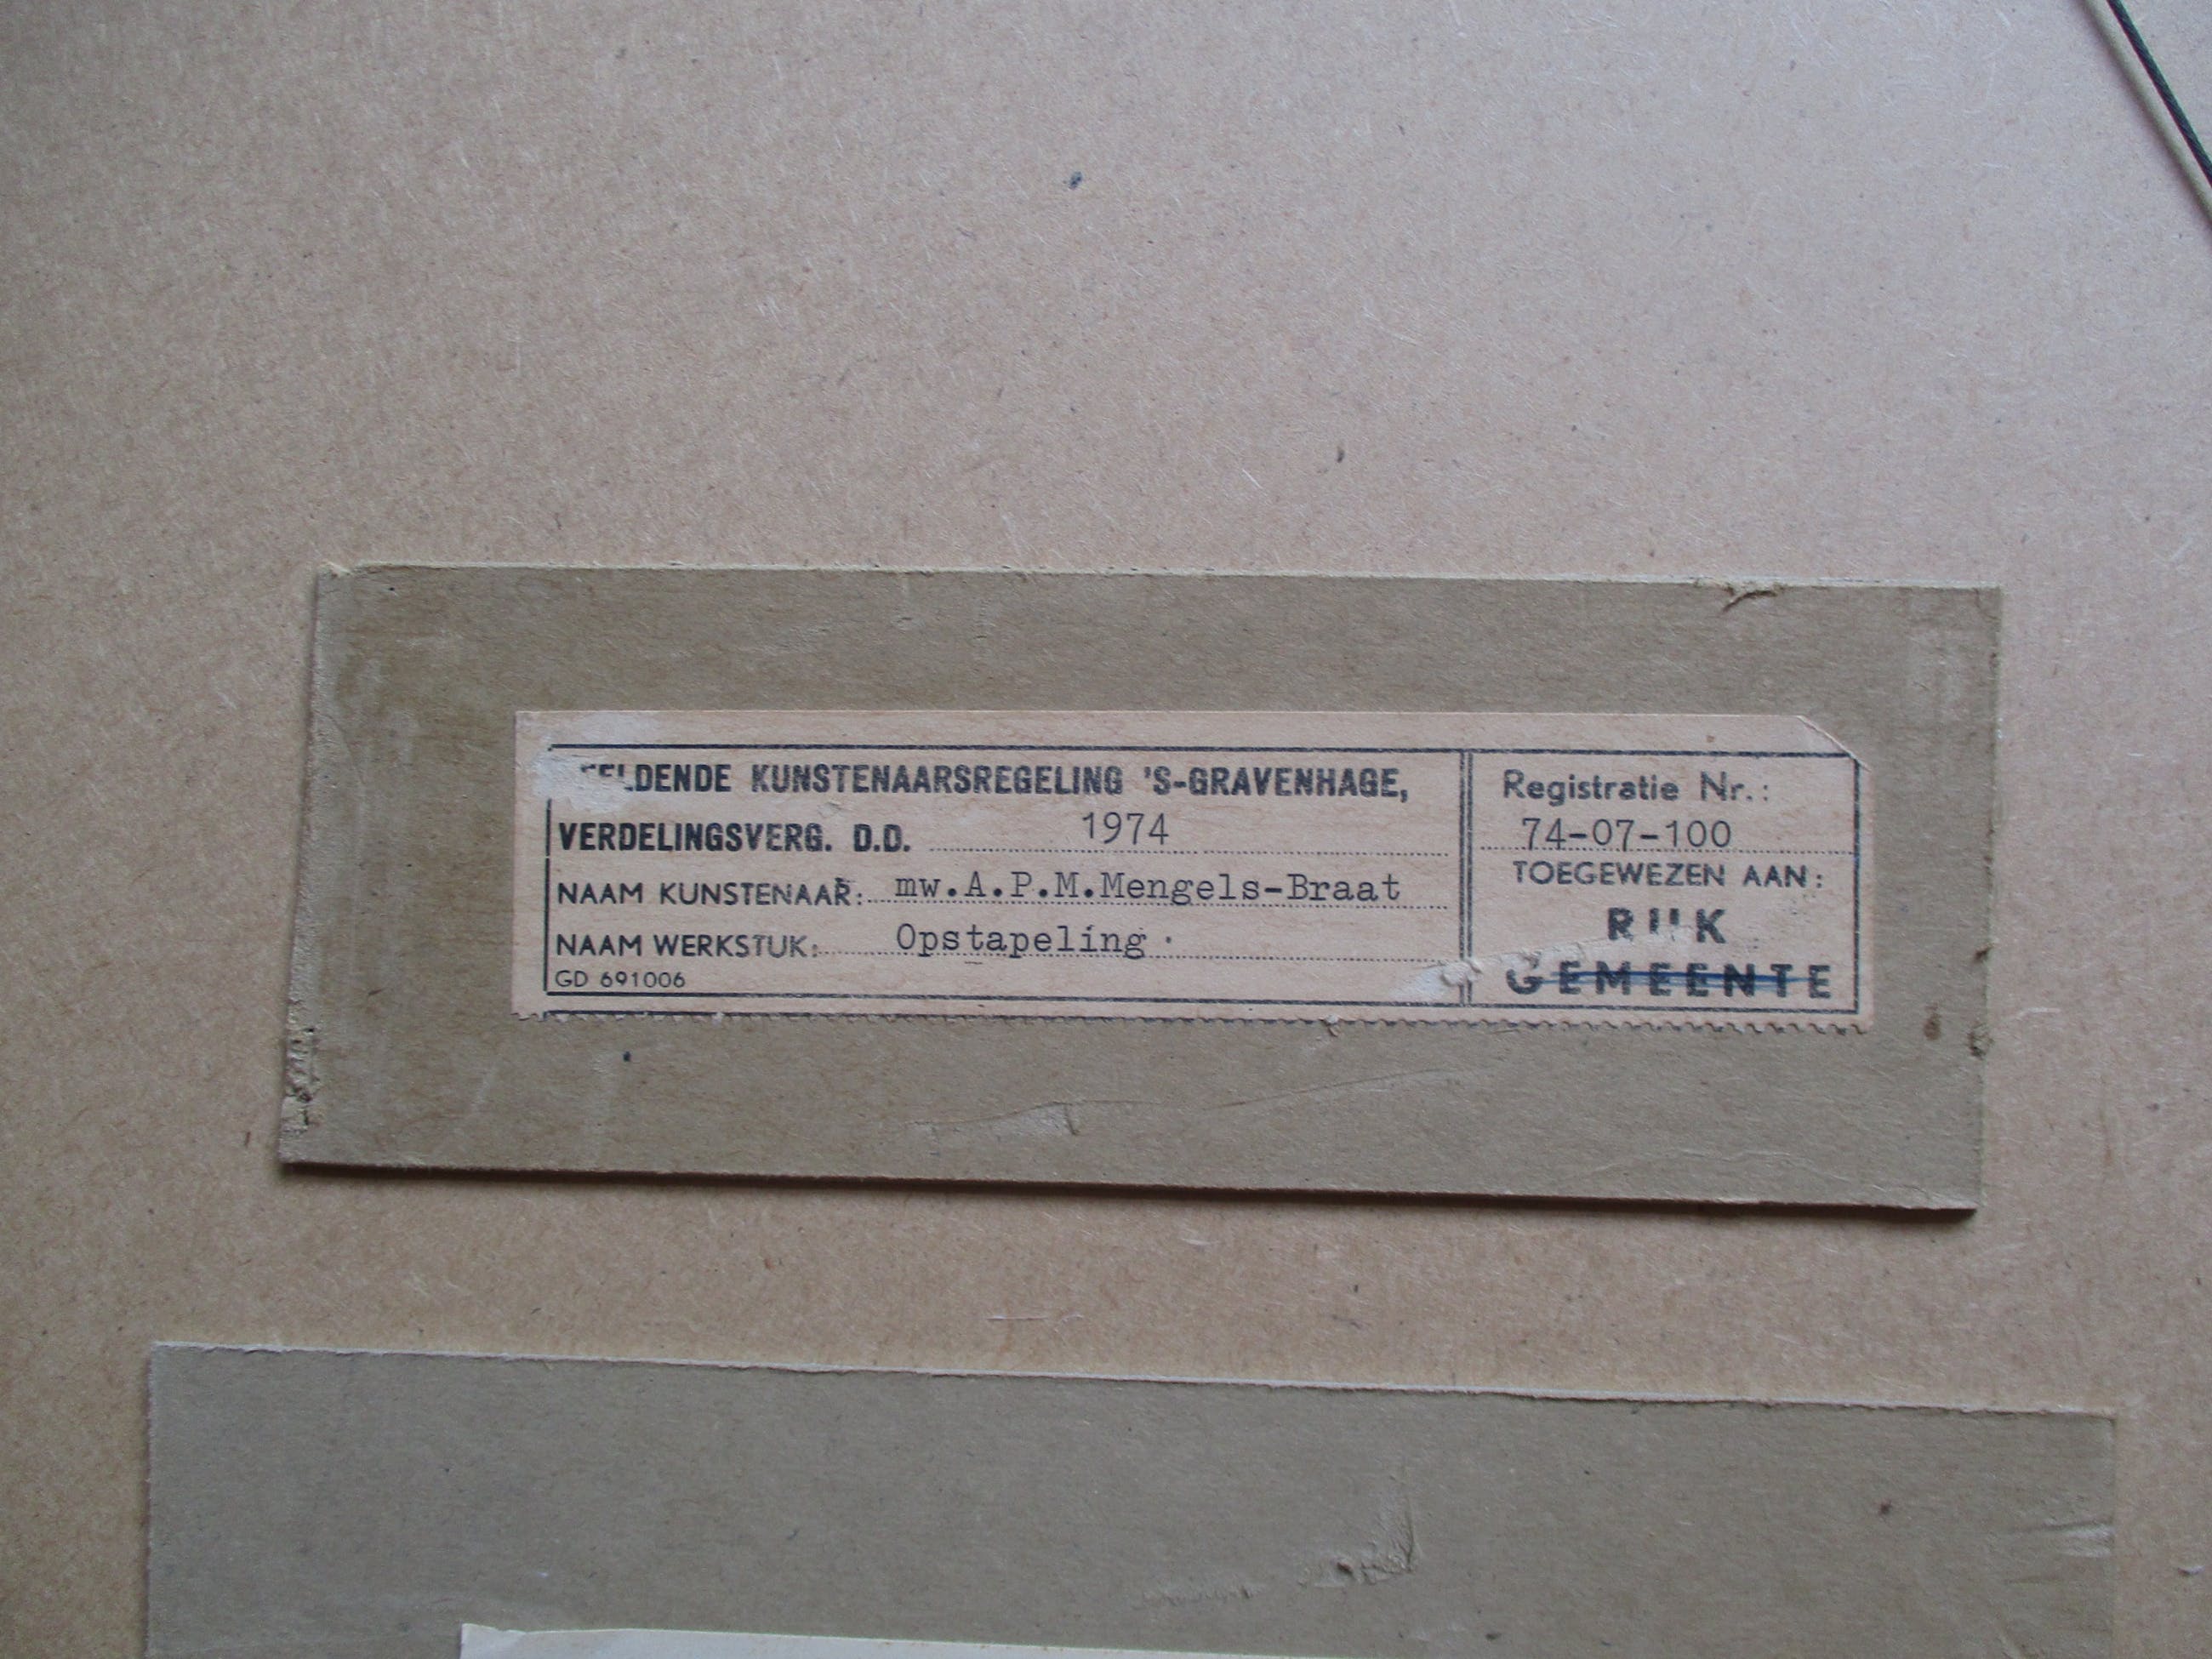 KUNSTENAARSREGELING 'S-GRAVENHAGE,
VERDELINGSVERG. D.D. 1974
NAAM KUNSTENAAR: mw.A.P.M.Mengels-Braat
NAAM WERKSTUK: Opstapeling
GD 691006
Registratie Nr.:
74-07-100
TOEGEWEZEN AAN:
RIJK
GEMEENTE